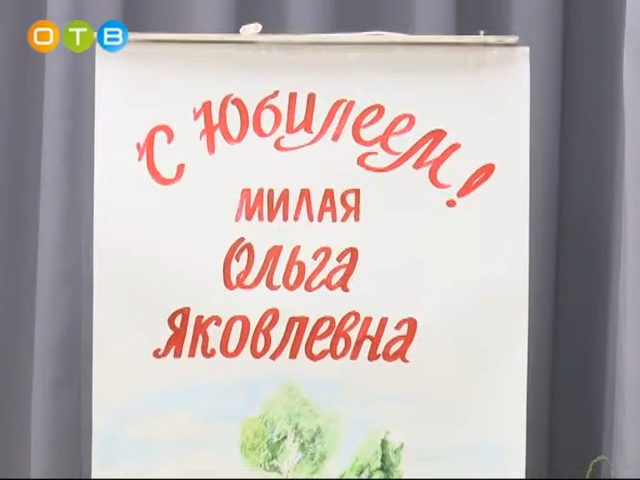 ОТВ
С Юбилеем!
милая
Ольга
Яковлевна